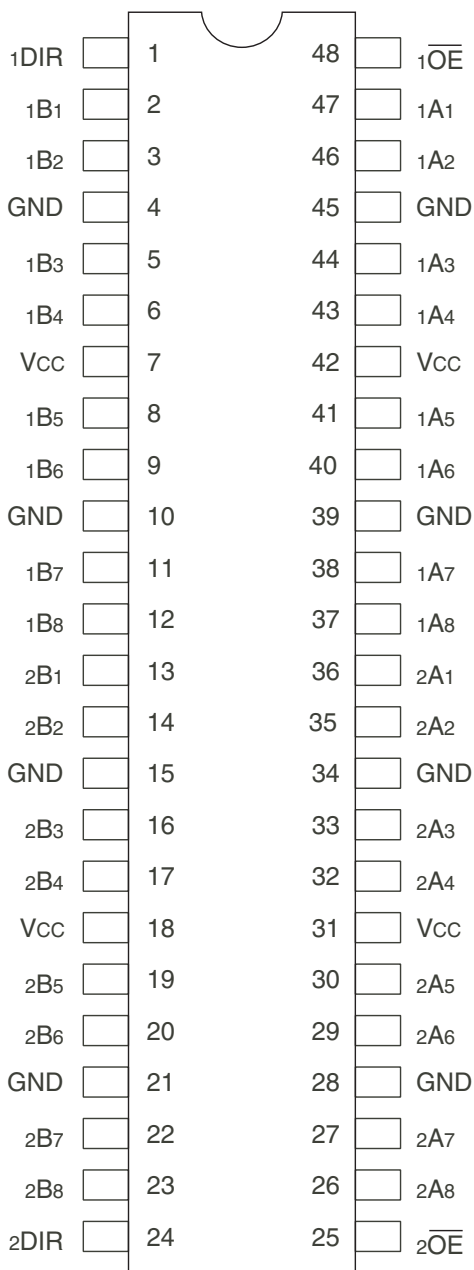 1DIR 1 48 1O̅E̅
1B1 2 47 1A1
1B2 3 46 1A2
GND 4 45 GND
1B3 5 44 1A3
1B4 6 43 1A4
VCC 7 42 VCC
1B5 8 41 1A5
1B6 9 40 1A6
GND 10 39 GND
1B7 11 38 1A7
1B8 12 37 1A8
2B1 13 36 2A1
2B2 14 35 2A2
GND 15 34 GND
2B3 16 33 2A3
2B4 17 32 2A4
VCC 18 31 VCC
2B5 19 30 2A5
2B6 20 29 2A6
GND 21 28 GND
2B7 22 27 2A7
2B8 23 26 2A8
2DIR 24 25 2O̅E̅